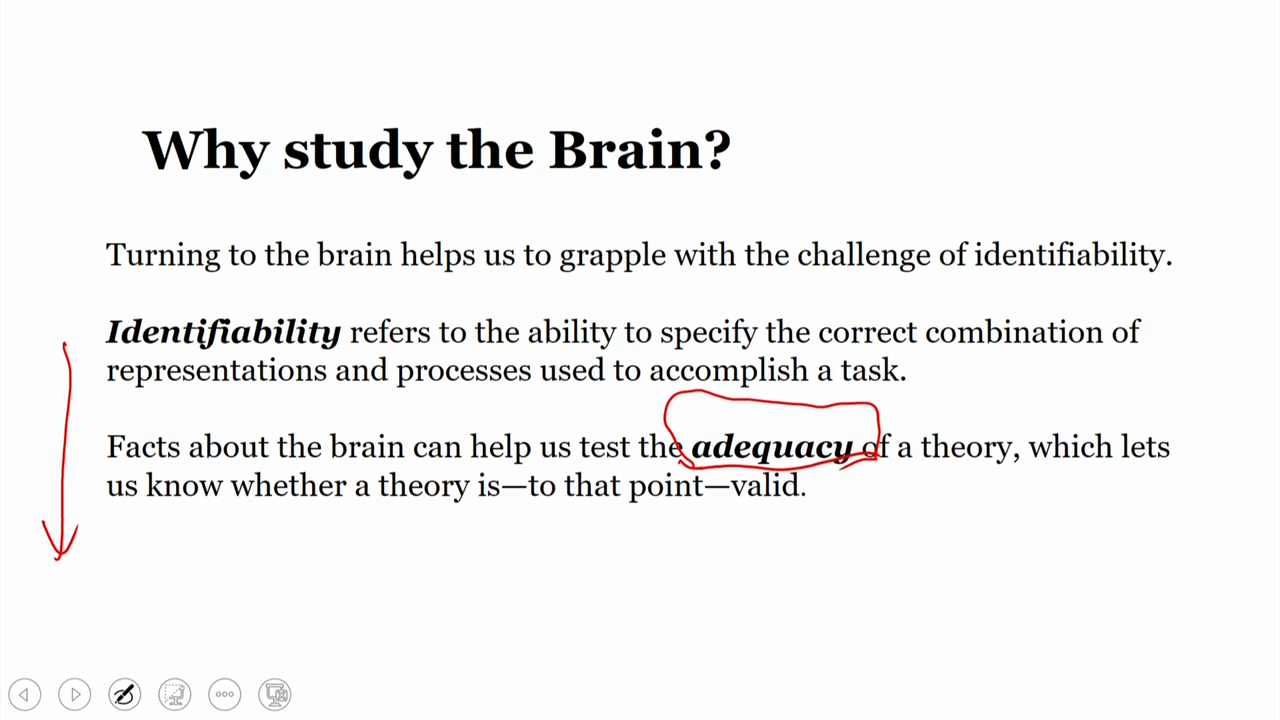 Why study the Brain?
Turning to the brain helps us to grapple with the challenge of identifiability.
Identifiability refers to the ability to specify the correct combination of
representations and processes used to accomplish a task.
Facts about the brain can help us test the adequacy of a theory, which lets
us know whether a theory is—to that point—valid.